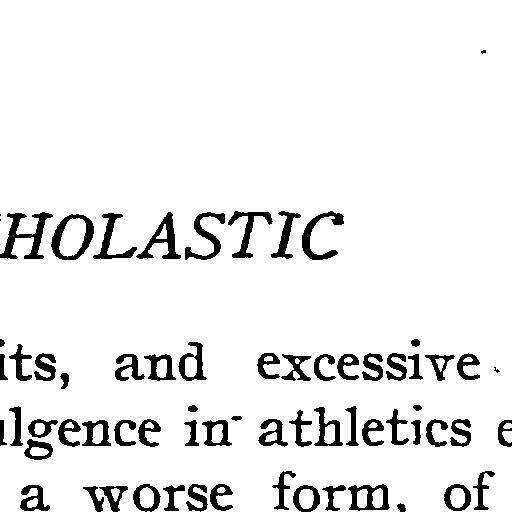 HOLASTIC
its, and excessive
ulgence in athletics e
a worse form, of